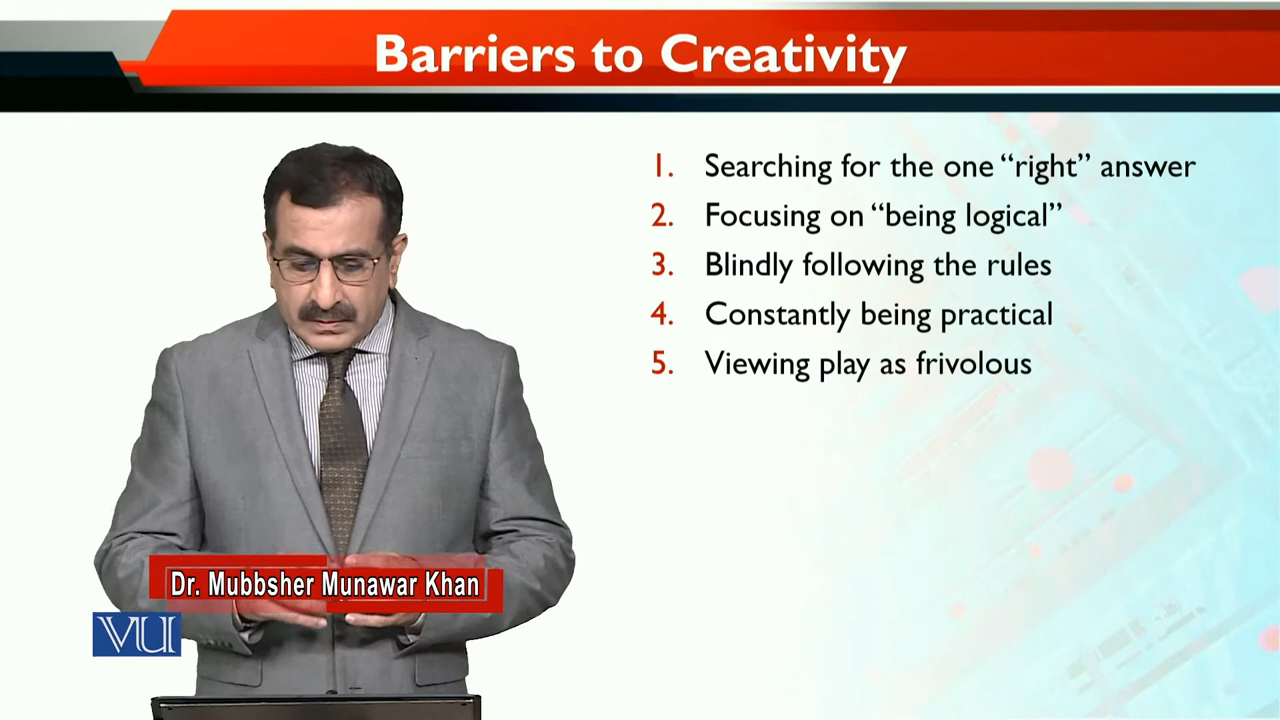 Barriers to Creativity
1. Searching for the one “right” answer
2. Focusing on “being logical”
3. Blindly following the rules
4. Constantly being practical
5. Viewing play as frivolous
Dr. Mubbsher Munawar Khan
VU